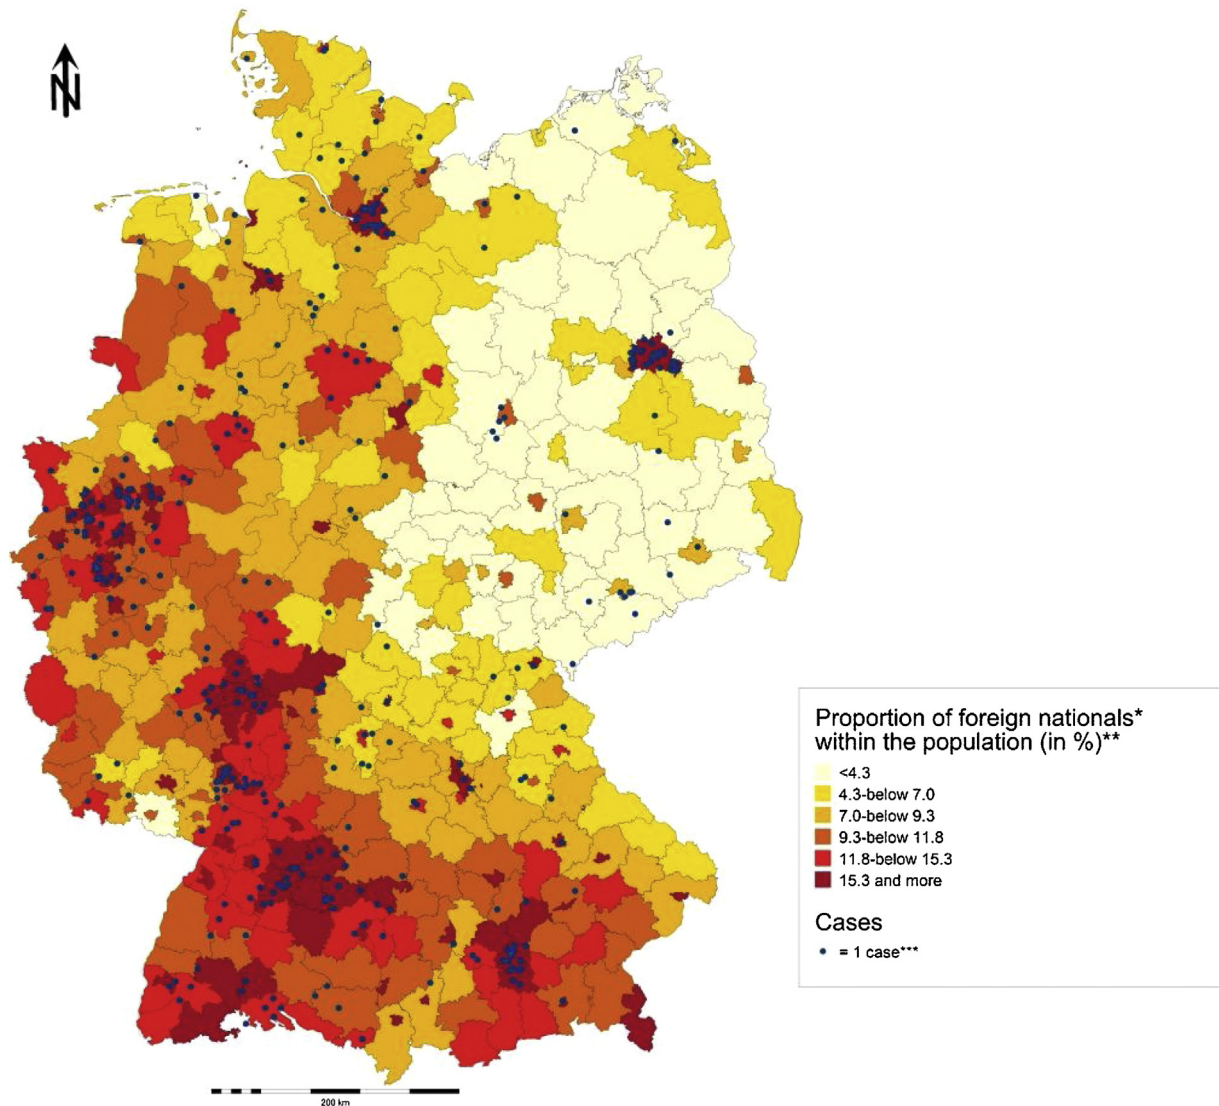 N
Proportion of foreign nationals*
within the population (in %)**
<4.3
4.3-below 7.0
7.0-below 9.3
9.3-below 11.8
11.8-below 15.3
15.3 and more
Cases
= 1 case***
200 km